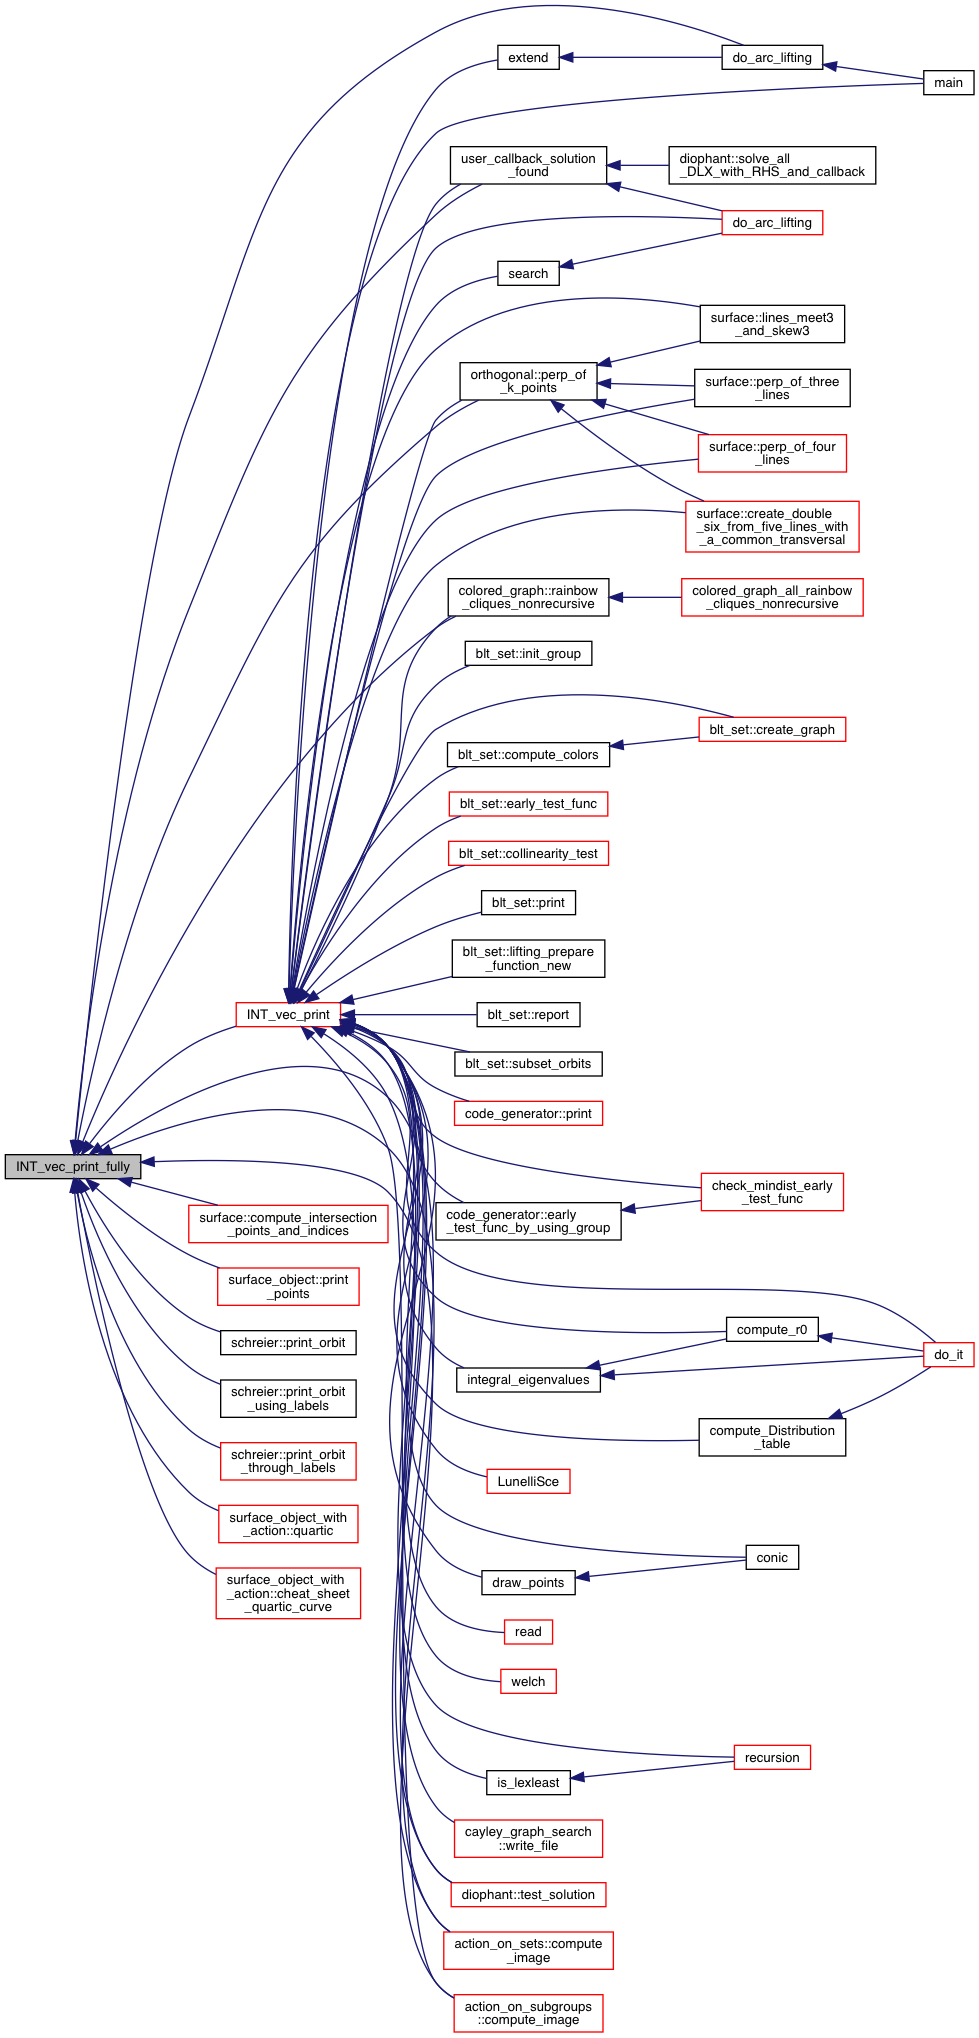 extend
do_arc_lifting
main
user_callback_solution
_found
diophant::solve_all
_DLX_with_RHS_and_callback
do_arc_lifting
search
surface::lines_meet3
_and_skew3
orthogonal::perp_of
_k_points
surface::perp_of_three
_lines
surface::perp_of_four
_lines
surface::create_double
_six_from_five_lines_with
_a_common_transversal
colored_graph::rainbow
_cliques_nonrecursive
colored_graph_all_rainbow
_cliques_nonrecursive
blt_set::init_group
blt_set::create_graph
blt_set::compute_colors
blt_set::early_test_func
blt_set::collinearity_test
blt_set::print
blt_set::lifting_prepare
_function_new
INT_vec_print
blt_set::report
blt_set::subset_orbits
code_generator::print
INT_vec_print_fully
check_mindist_early
_test_func
surface::compute_intersection
_points_and_indices
code_generator::early
_test_func_by_using_group
surface_object::print
_points
schreier::print_orbit
compute_r0
do_it
integral_eigenvalues
schreier::print_orbit
_using_labels
compute_Distribution
_table
schreier::print_orbit
_through_labels
LunelliSce
surface_object_with
_action::quartic
conic
draw_points
surface_object_with
_action::cheat_sheet
_quartic_curve
read
welch
recursion
is_lexleast
cayley_graph_search
::write_file
diophant::test_solution
action_on_sets::compute
_image
action_on_subgroups
::compute_image